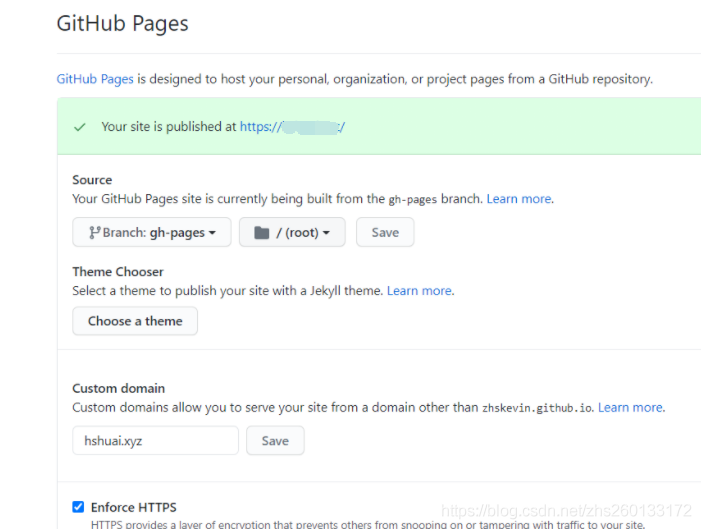 GitHub Pages
GitHub Pages is designed to host your personal, organization, or project pages from a GitHub repository.
Your site is published at https:// /
Source
Your GitHub Pages site is currently being built from the gh-pages branch. Learn more.
Branch: gh-pages / (root) Save
Theme Chooser
Select a theme to publish your site with a Jekyll theme. Learn more.
Choose a theme
Custom domain
Custom domains allow you to serve your site from a domain other than zhskevin.github.io. Learn more.
hshuai.xyz Save
Enforce HTTPS
https://blog.csdn.net/zhs260133172
HTTPS provides a layer of encryption that prevents others from snooping on or tampering with traffic to your site.